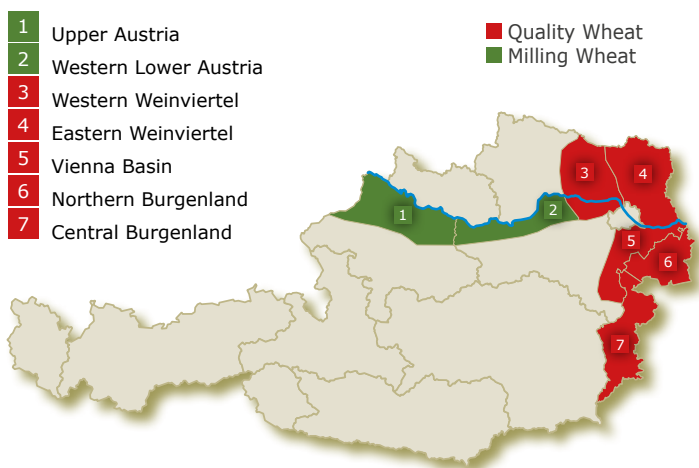 1 Upper Austria
2 Western Lower Austria
3 Western Weinviertel
4 Eastern Weinviertel
5 Vienna Basin
6 Northern Burgenland
7 Central Burgenland
Quality Wheat
Milling Wheat
3
4
1
2
5
6
7